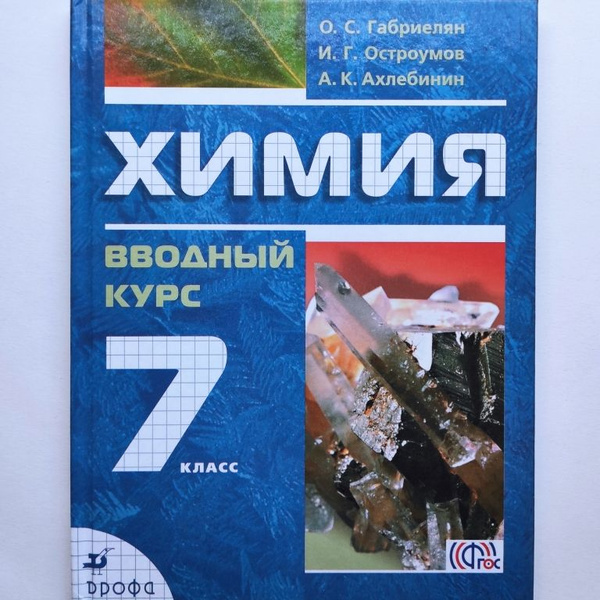 О. С. Габриелян
И. Г. Остроумов
А. К. Ахлебинин
ХИМИЯ
ВВОДНЫЙ
КУРС
7
КЛАСС
ФГОС
дрофа